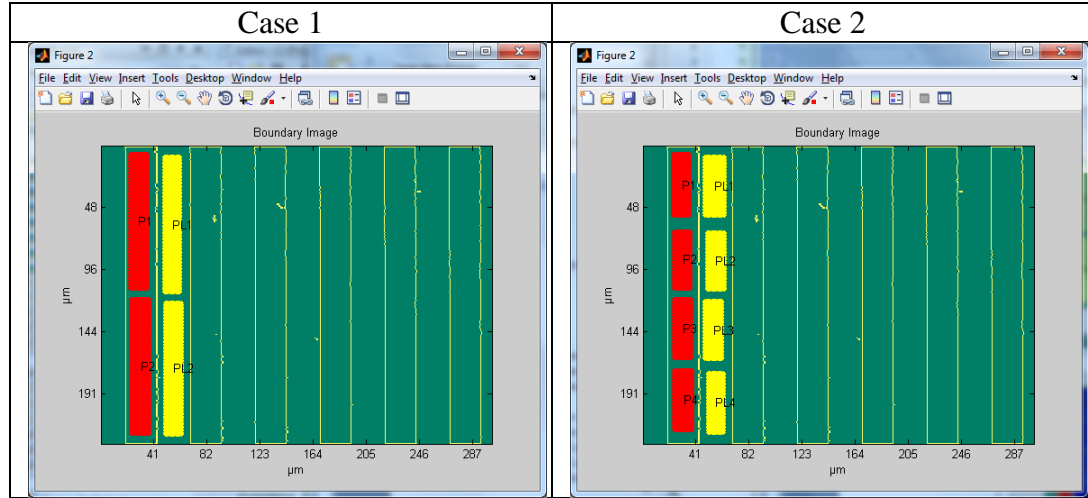 Case 1
Case 2
Figure 2
File Edit View Insert Tools Desktop Window Help
Boundary Image
P1
PL1
P2
PL2
48
96
144
191
µm
41 82 123 164 205 246 287
µm
Figure 2
File Edit View Insert Tools Desktop Window Help
Boundary Image
P1
PL1
P2
PL2
P3
PL3
P4
PL4
48
96
144
191
µm
41 82 123 164 205 246 287
µm